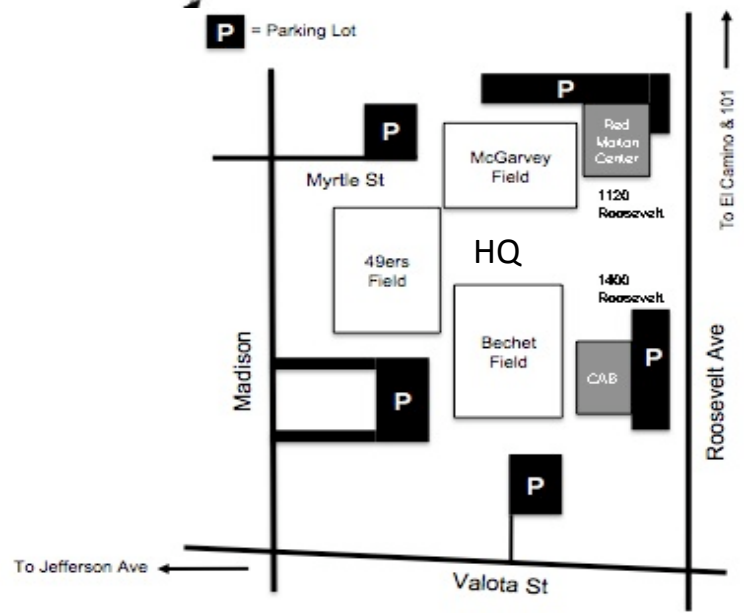 P = Parking Lot
P
Red
Morton
Center
P
McGarvey
Field
Myrtle St
1120
Roosevelt
To El Camino & 101
HQ
49ers
Field
1400
Roosevelt
Bechet
Field
P
CAB
Madison
P
Roosevelt Ave
P
To Jefferson Ave
Valota St